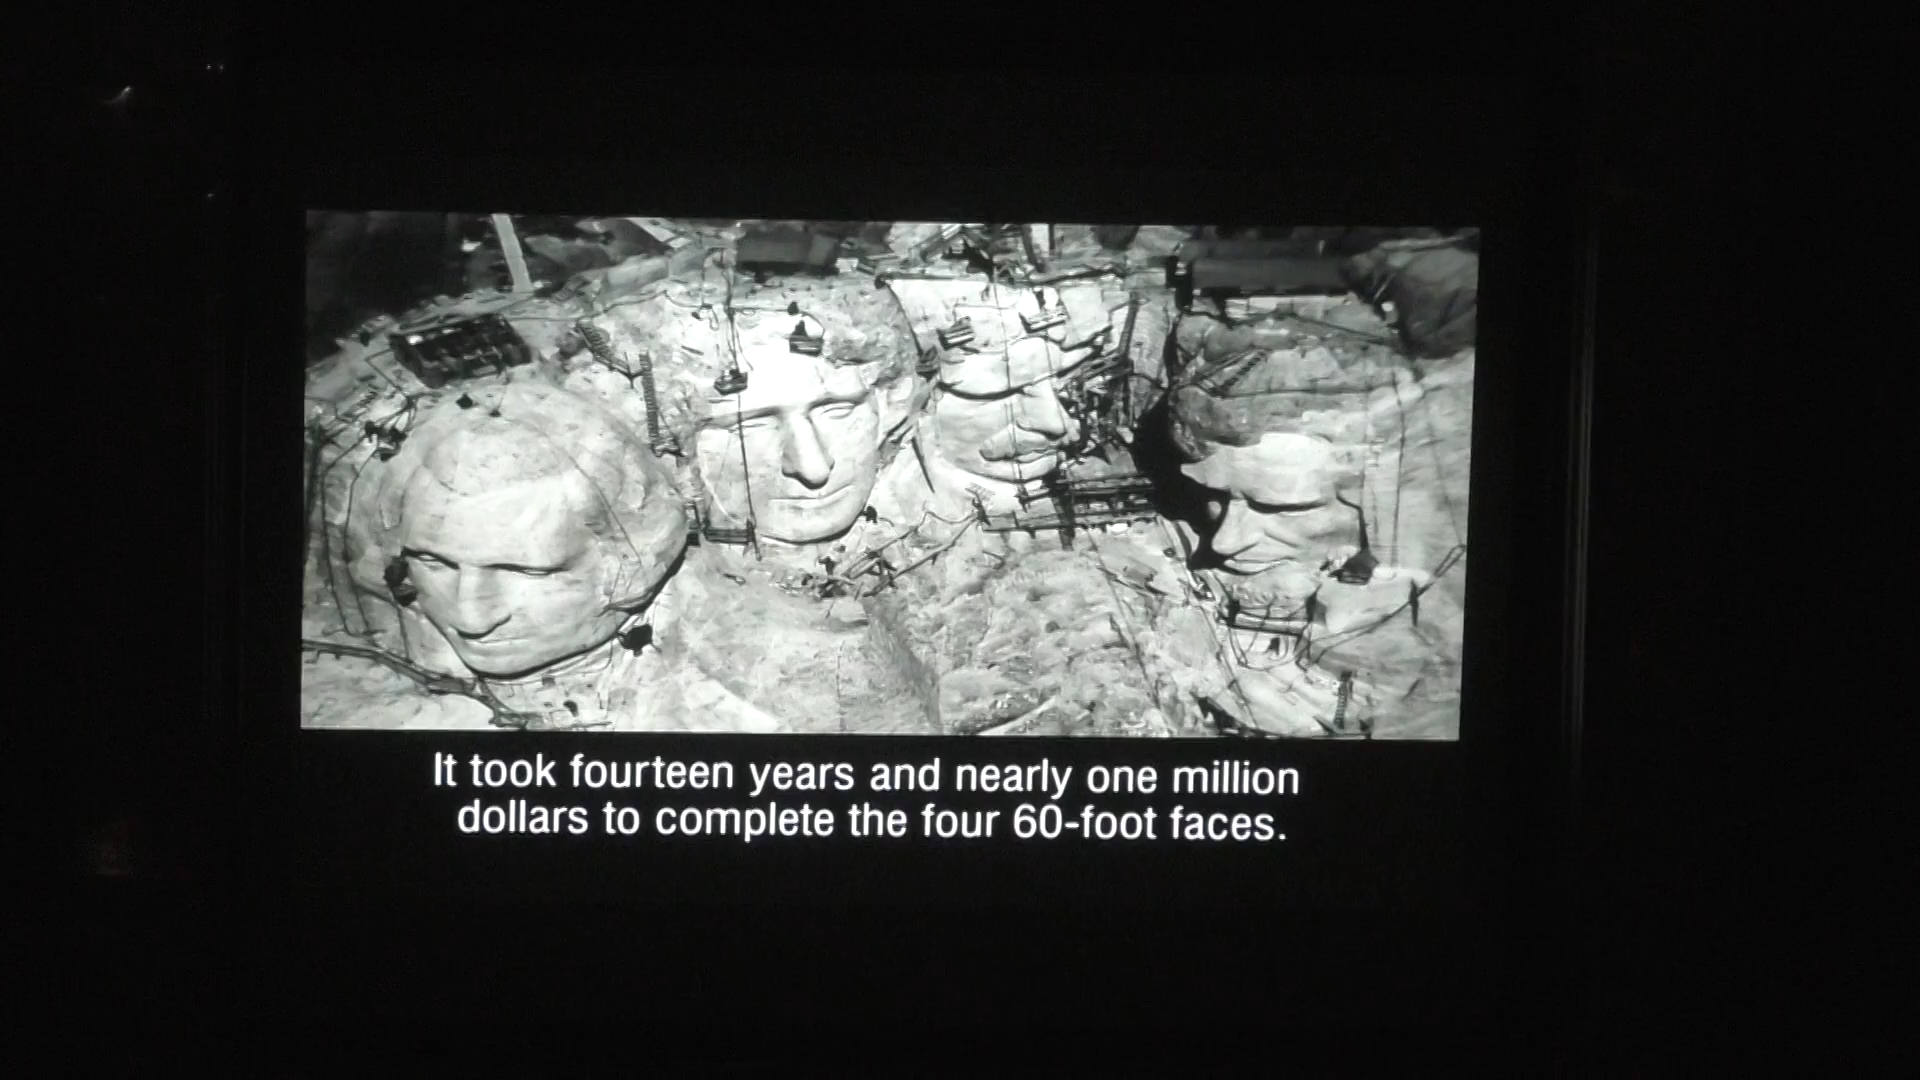 It took fourteen years and nearly one million
dollars to complete the four 60-foot faces.